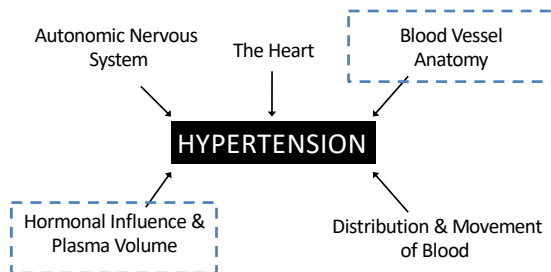 Autonomic Nervous
System
The Heart
Blood Vessel
Anatomy
HYPERTENSION
Hormonal Influence &
Plasma Volume
Distribution & Movement
of Blood